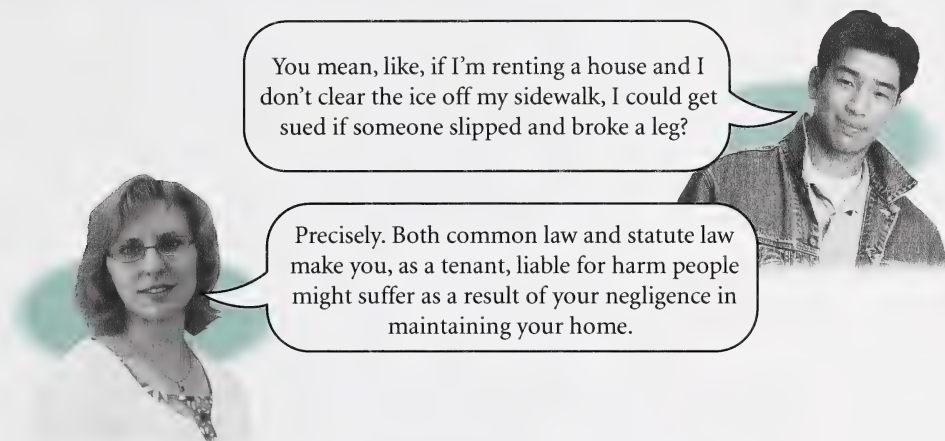 You mean, like, if I'm renting a house and I
don't clear the ice off my sidewalk, I could get
sued if someone slipped and broke a leg?
Precisely. Both common law and statute law
make you, as a tenant, liable for harm people
might suffer as a result of your negligence in
maintaining your home.